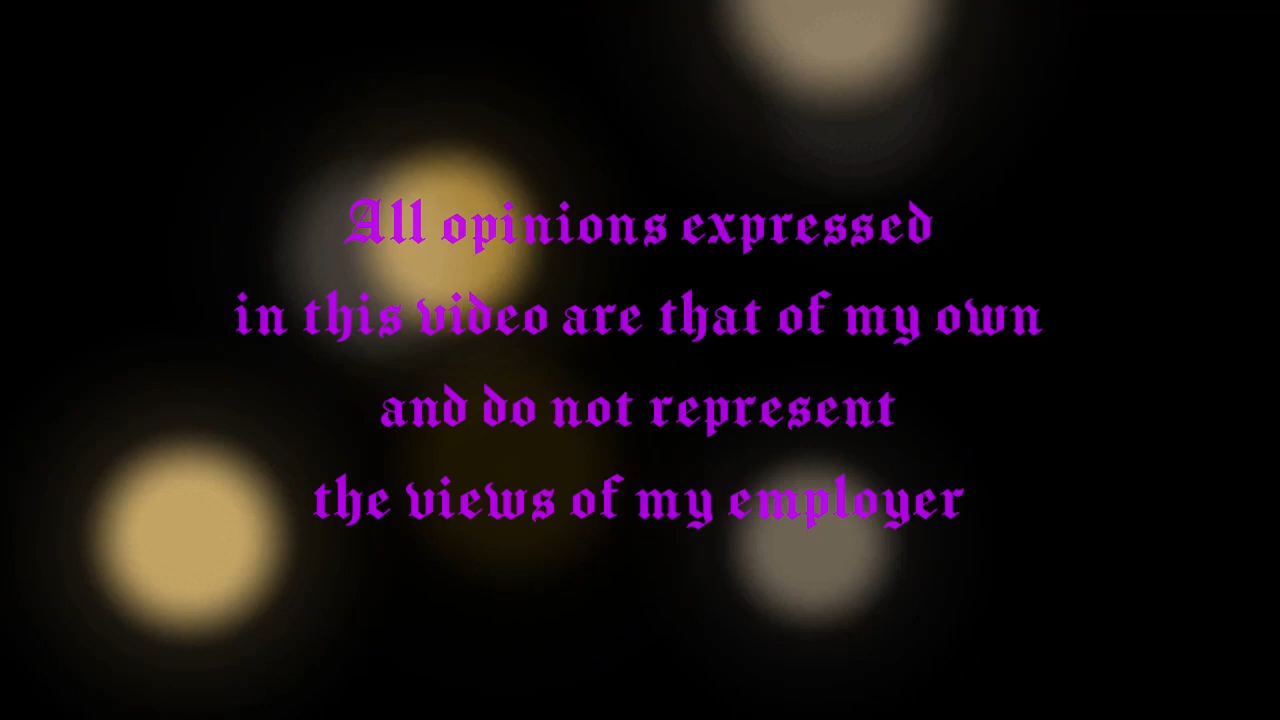 All opinions expressed
in this video are that of my own
and do not represent
the views of my employer